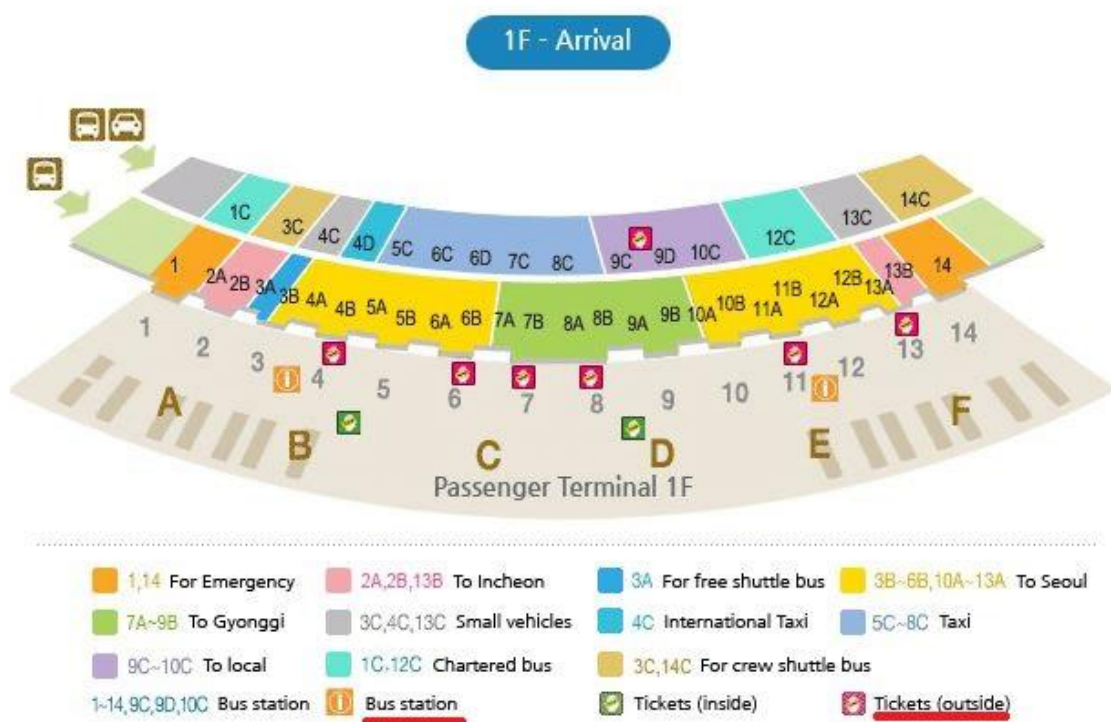 1F - Arrival
1C
3C
4C
4D
5C
6C
6D
7C
8C
9C
9D
10C
12C
13C
14C
1
2A
2B
3A
3B
4A
4B
5A
5B
6A
6B
7A
7B
8A
8B
9A
9B
10A
10B
11A
11B
12A
12B
13A
13B
14
1
2
3
4
5
6
7
8
9
10
11
12
13
14
A
B
C
D
E
F
Passenger Terminal 1F
1,14 For Emergency
2A,2B,13B To Incheon
3A For free shuttle bus
3B~6B,10A~13A To Seoul
7A~9B To Gyonggi
3C,4C,13C Small vehicles
4C International Taxi
5C~8C Taxi
9C~10C To local
1C,12C Chartered bus
3C,14C For crew shuttle bus
1~14,9C,9D,10C Bus station
Bus station
Tickets (inside)
Tickets (outside)